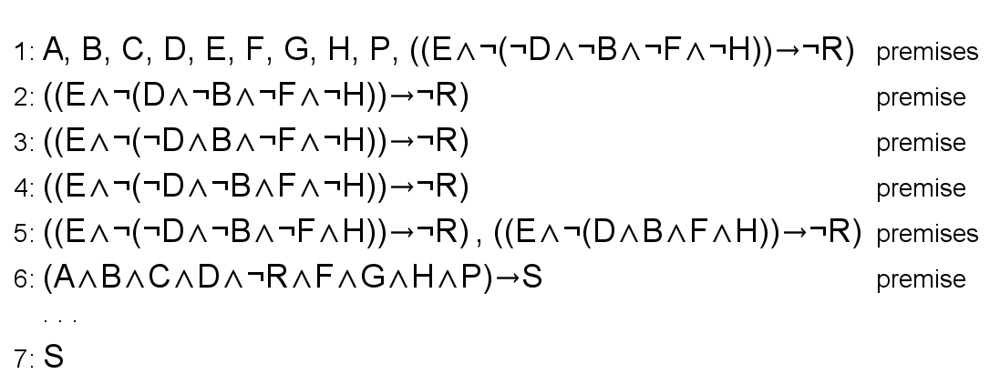 1: A, B, C, D, E, F, G, H, P, ((E∧¬(¬D∧¬B∧¬F∧¬H))→¬R) premises
2: ((E∧¬(D∧¬B∧¬F∧¬H))→¬R) premise
3: ((E∧¬(¬D∧B∧¬F∧¬H))→¬R) premise
4: ((E∧¬(¬D∧¬B∧F∧¬H))→¬R) premise
5: ((E∧¬(¬D∧¬B∧¬F∧H))→¬R), ((E∧¬(D∧B∧F∧H))→¬R) premises
6: (A∧B∧C∧D∧¬R∧F∧G∧H∧P)→S premise
. . .
7: S